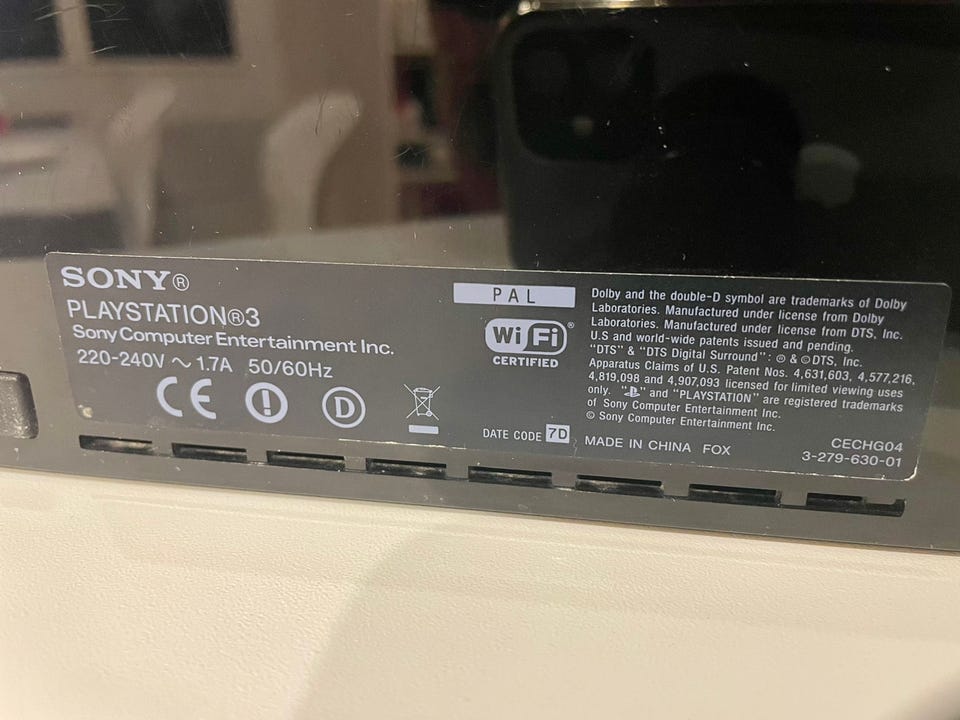 SONY®
PLAYSTATION®3
Sony Computer Entertainment Inc.
220-240V ~ 1.7A 50/60Hz
CE
D
PAL
Wi Fi®
CERTIFIED
DATE CODE 7D
Dolby and the double-D symbol are trademarks of Dolby
Laboratories. Manufactured under license from Dolby
Laboratories. Manufactured under license from DTS, Inc.
U.S and world-wide patents issued and pending.
"DTS" & "DTS Digital Surround": ℗ & © DTS, Inc.
Apparatus Claims of U.S. Patent Nos. 4,631,603, 4,577,216,
4,819,098 and 4,907,093 licensed for limited viewing uses
only. " " and "PLAYSTATION" are registered trademarks
of Sony Computer Entertainment Inc.
© Sony Computer Entertainment Inc.
MADE IN CHINA FOX
CECHG04
3-279-630-01